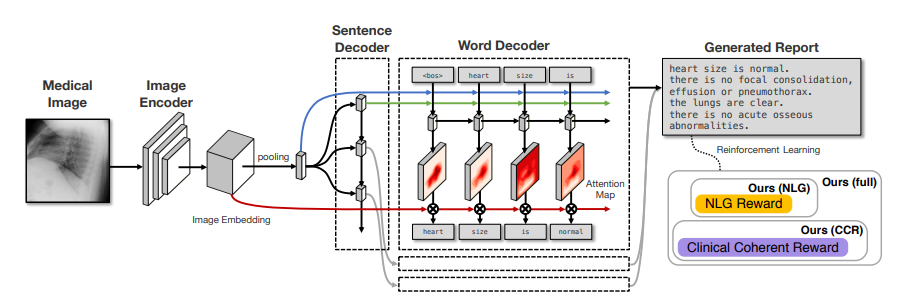 Medical
Image
Image
Encoder
pooling
Image Embedding
Sentence
Decoder
Word Decoder
<bos> heart size is
Attention
Map
heart size is normal
Generated Report
heart size is normal.
there is no focal consolidation,
effusion or pneumothorax.
the lungs are clear.
there is no acute osseous
abnormalities.
Reinforcement Learning
Ours (full)
Ours (NLG)
NLG Reward
Ours (CCR)
Clinical Coherent Reward